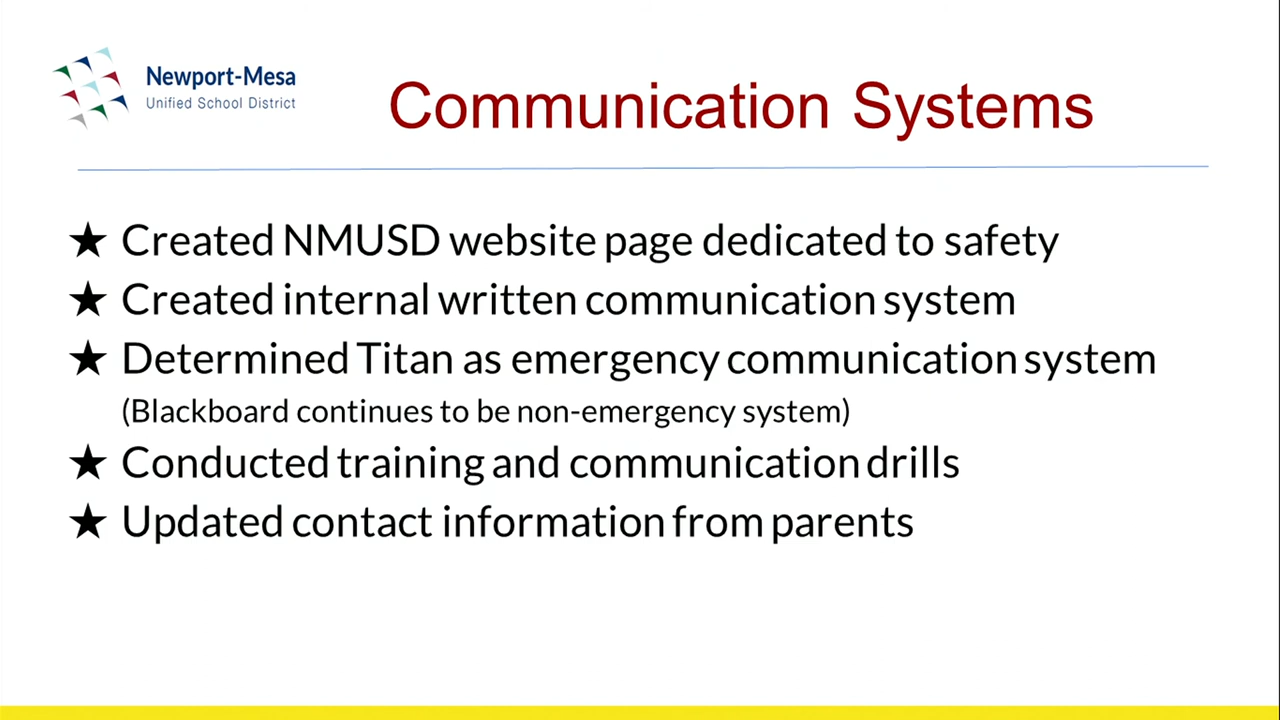 Newport-Mesa
Unified School District
Communication Systems
★ Created NMUSD website page dedicated to safety
★ Created internal written communication system
★ Determined Titan as emergency communication system
(Blackboard continues to be non-emergency system)
★ Conducted training and communication drills
★ Updated contact information from parents